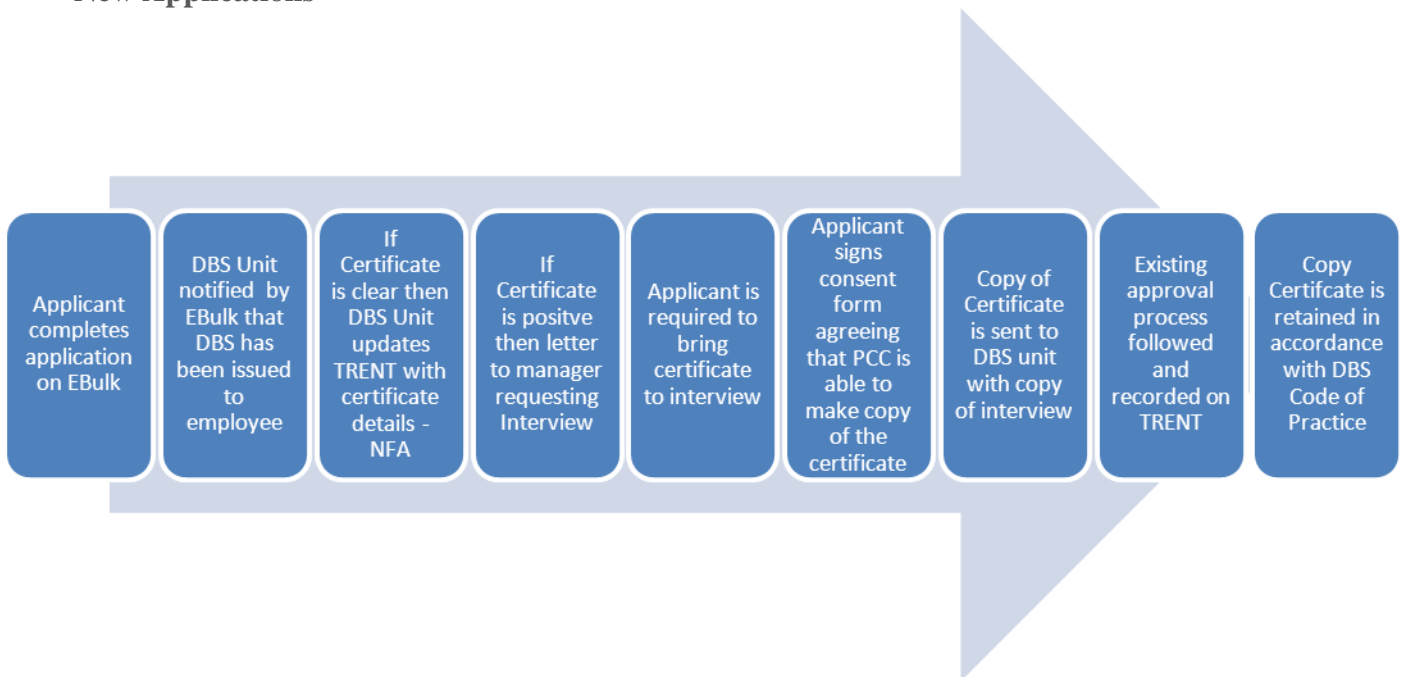 New Applications
Applicant
completes
application
on EBulk
DBS Unit
notified by
EBulk that
DBS has
been issued
to
employee
If
Certificate
is clear then
DBS Unit
updates
TRENT with
certificate
details -
NFA
If
Certificate
is positve
then letter
to manager
requesting
Interview
Applicant is
required to
bring
certificate
to interview
Applicant
signs
consent
form
agreeing
that PCC is
able to
make copy
of the
certificate
Copy of
Certificate
is sent to
DBS unit
with copy
of interview
Existing
approval
process
followed
and
recorded on
TRENT
Copy
Certifcate is
retained in
accordance
with DBS
Code of
Practice